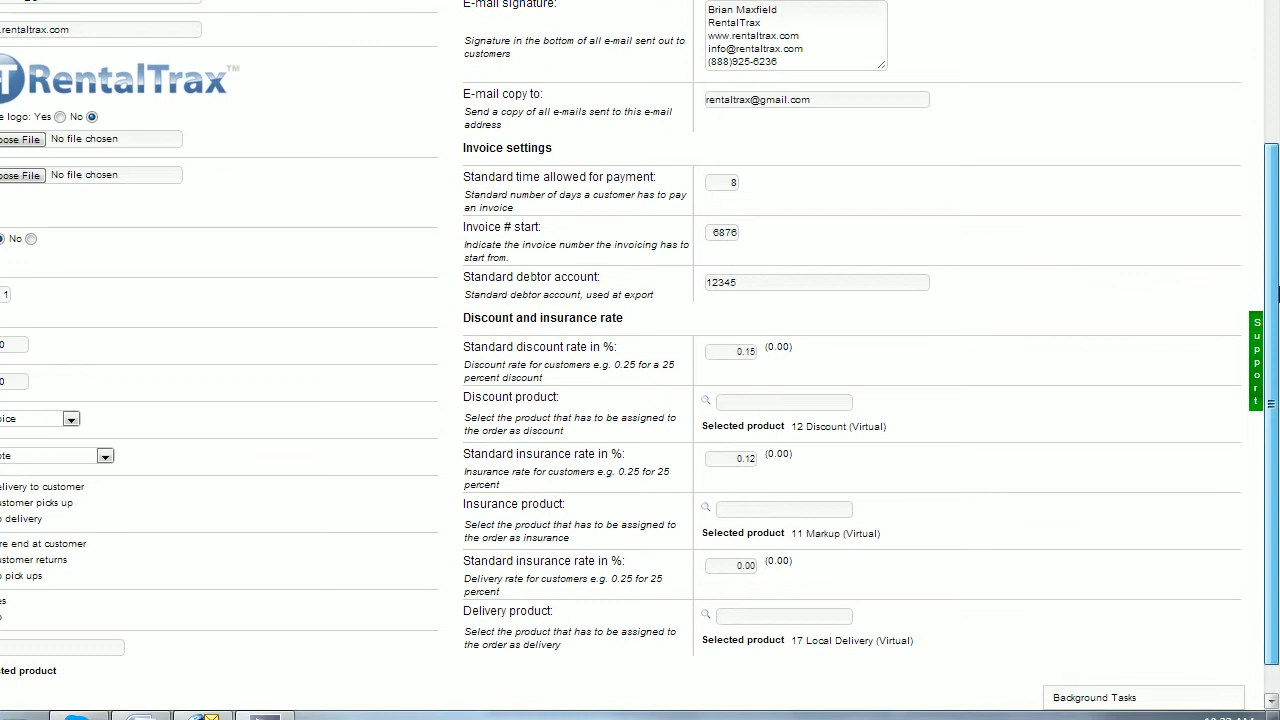 E-mail signature:
Brian Maxfield
RentalTrax
www.rentaltrax.com
info@rentaltrax.com
(888)925-6236
Signature in the bottom of all e-mail sent out to
customers
.rentaltrax.com
RentalTrax™
logo: Yes No
File No file chosen
File No file chosen
No
1
0
0
E-mail copy to:
rentaltrax@gmail.com
Send a copy of all e-mails sent to this e-mail
address
Invoice settings
Standard time allowed for payment:
8
Standard number of days a customer has to pay
an invoice
Invoice # start:
6876
Indicate the invoice number the invoicing has to
start from.
Standard debtor account:
12345
Standard debtor account, used at export
Discount and insurance rate
Standard discount rate in %:
0.15 (0.00)
Discount rate for customers e.g. 0.25 for a 25
percent discount
Discount product:
Select the product that has to be assigned to
the order as discount
Selected product 12 Discount (Virtual)
Standard insurance rate in %:
0.12 (0.00)
Insurance rate for customers e.g. 0.25 for 25
percent
Insurance product:
Select the product that has to be assigned to
the order as insurance
Selected product 11 Markup (Virtual)
Standard insurance rate in %:
0.00 (0.00)
Delivery rate for customers e.g. 0.25 for 25
percent
Delivery product:
Select the product that has to be assigned to
the order as delivery
Selected product 17 Local Delivery (Virtual)
elivery to customer
ustomer picks up
delivery
end at customer
ustomer returns
pick ups
product
Support
Background Tasks